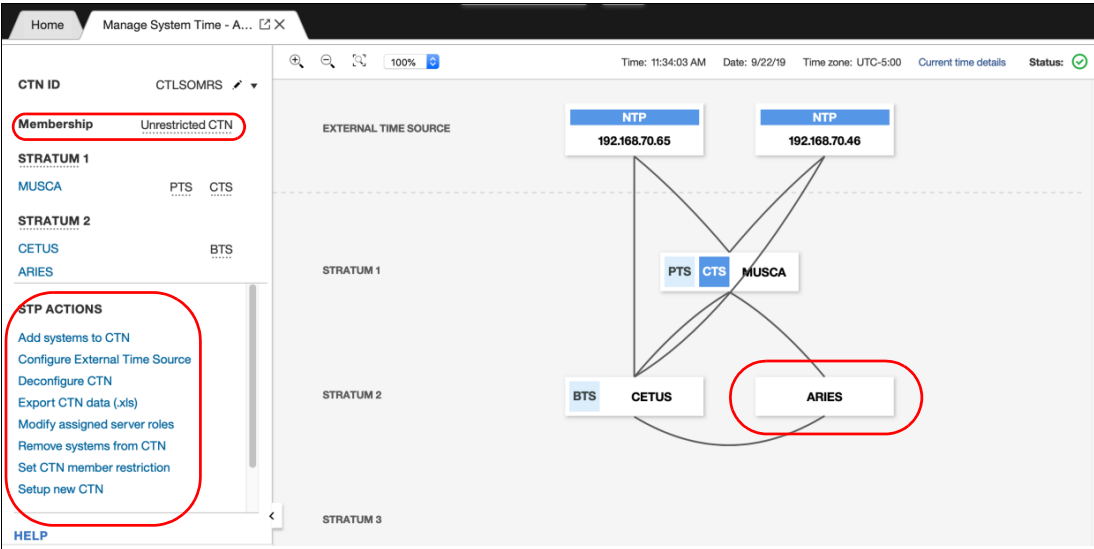 Home
Manage System Time - A...
100%
Time: 11:34:03 AM Date: 9/22/19 Time zone: UTC-5:00 Current time details Status:
CTN ID CTLSOMRS
Membership Unrestricted CTN
STRATUM 1
MUSCA PTS CTS
STRATUM 2
CETUS BTS
ARIES
STP ACTIONS
Add systems to CTN
Configure External Time Source
Deconfigure CTN
Export CTN data (.xls)
Modify assigned server roles
Remove systems from CTN
Set CTN member restriction
Setup new CTN
HELP
EXTERNAL TIME SOURCE
NTP
192.168.70.65
NTP
192.168.70.46
STRATUM 1
PTS CTS MUSCA
STRATUM 2
BTS CETUS
ARIES
STRATUM 3